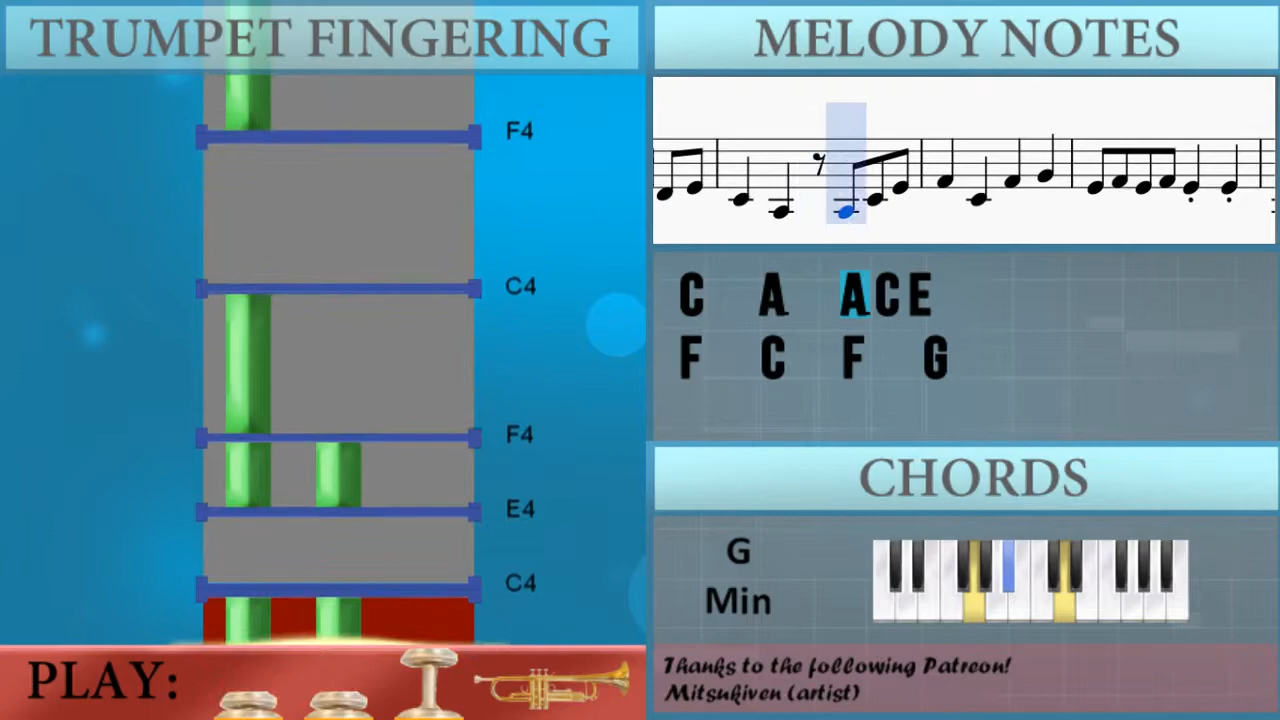 TRUMPET FINGERING
F4
C4
F4
E4
C4
PLAY:
MELODY NOTES
C A A C E
F C F G
CHORDS
G
Min
Thanks to the following Patreon!
Mitsukiven (artist)